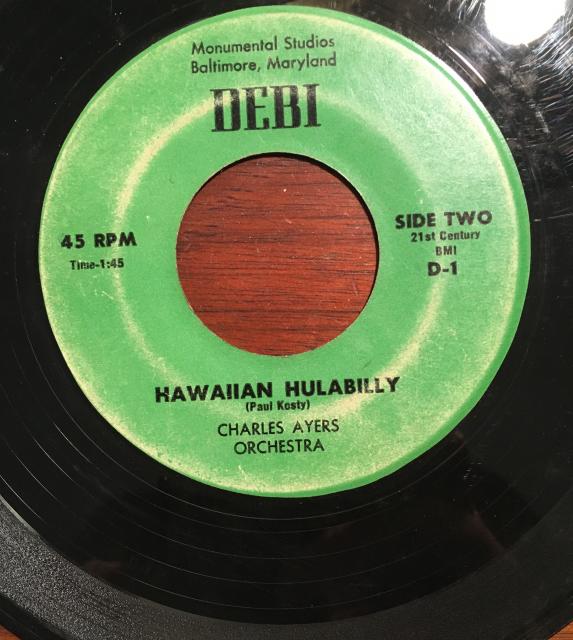 Monumental Studios
Baltimore, Maryland
DEBI
45 RPM
Time-1:45
SIDE TWO
21st Century
BMI
D-1
HAWAIIAN HULABILLY
(Paul Kosty)
CHARLES AYERS
ORCHESTRA